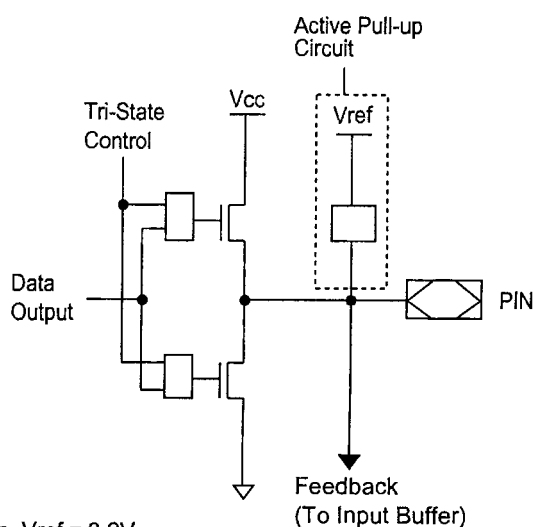 Active Pull-up
Circuit
Vcc
Vref
Tri-State
Control
Data
Output
PIN
Feedback
(To Input Buffer)